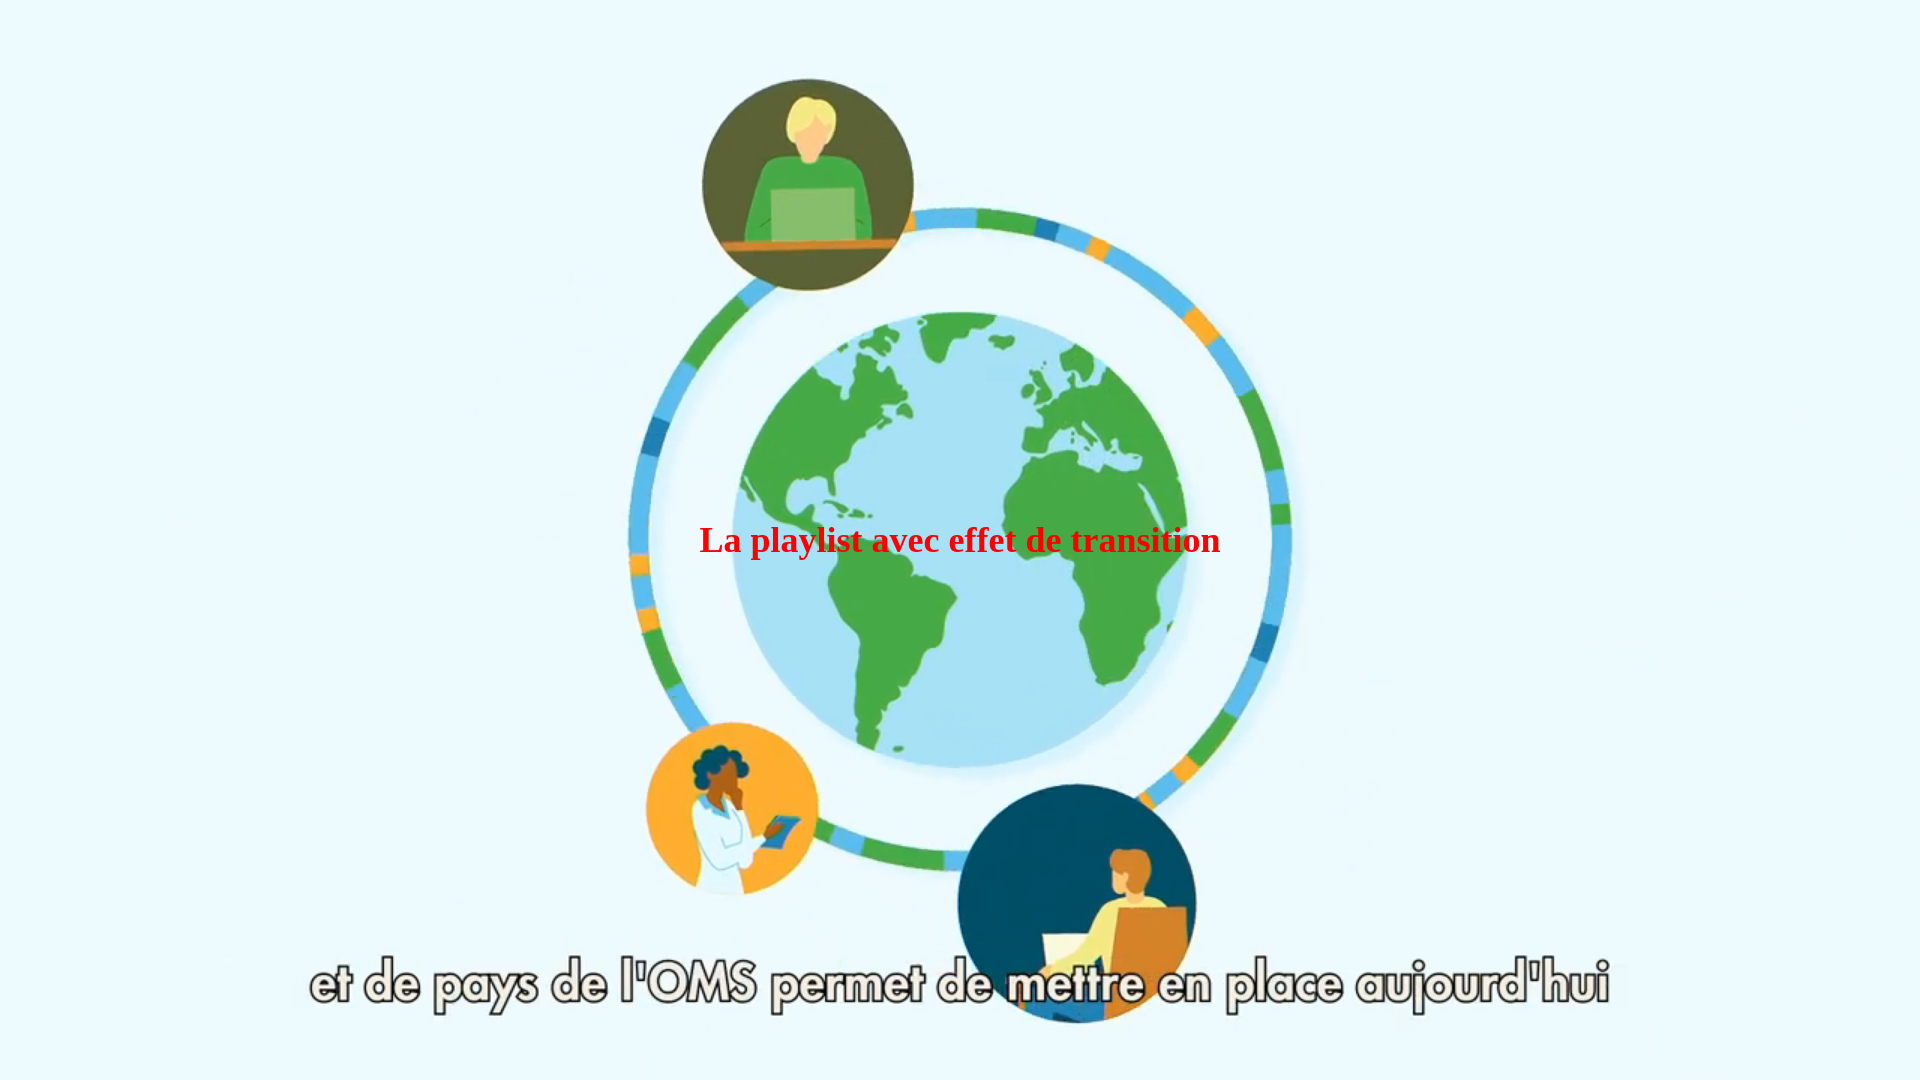 La playlist avec effet de transition
et de pays de l'OMS permet de mettre en place aujourd'hui